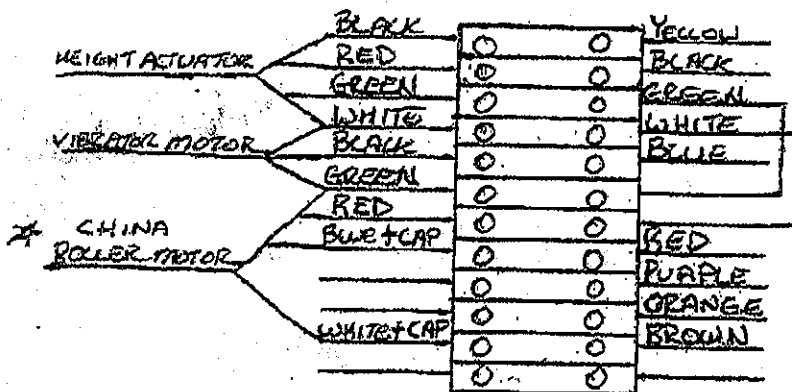 BLACK YELLOW
RED BLACK
HEIGHT ACTUATOR
GREEN GREEN
WHITE WHITE
VIBRATOR MOTOR
BLACK BLUE
GREEN
RED
CHINA
ROLLER MOTOR
BLUE + CAP RED
PURPLE
ORANGE
WHITE + CAP BROWN